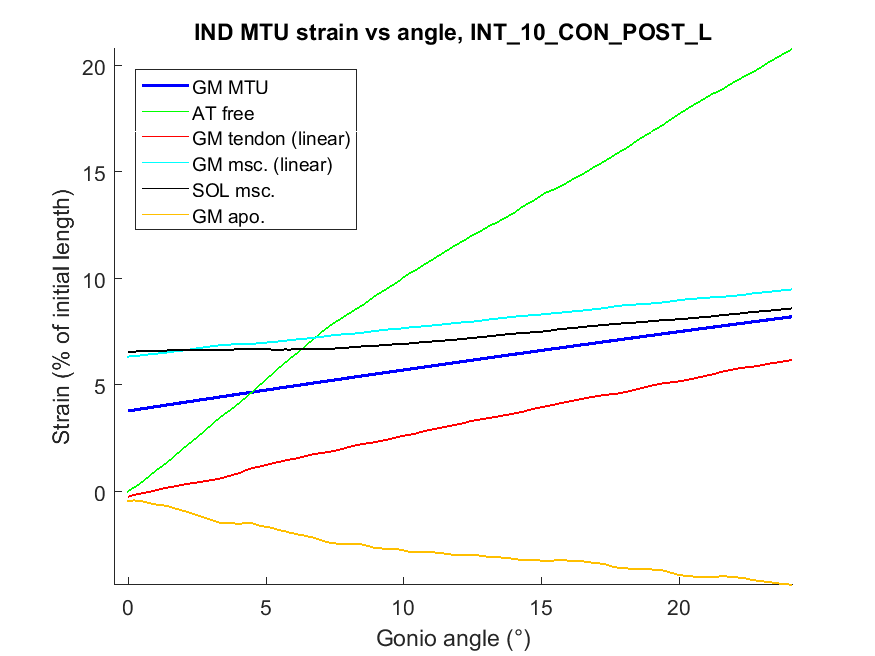 IND MTU strain vs angle, INT_10_CON_POST_L
20
15
10
5
0
Strain (% of initial length)
GM MTU
AT free
GM tendon (linear)
GM msc. (linear)
SOL msc.
GM apo.
0 5 10 15 20
Gonio angle (°)